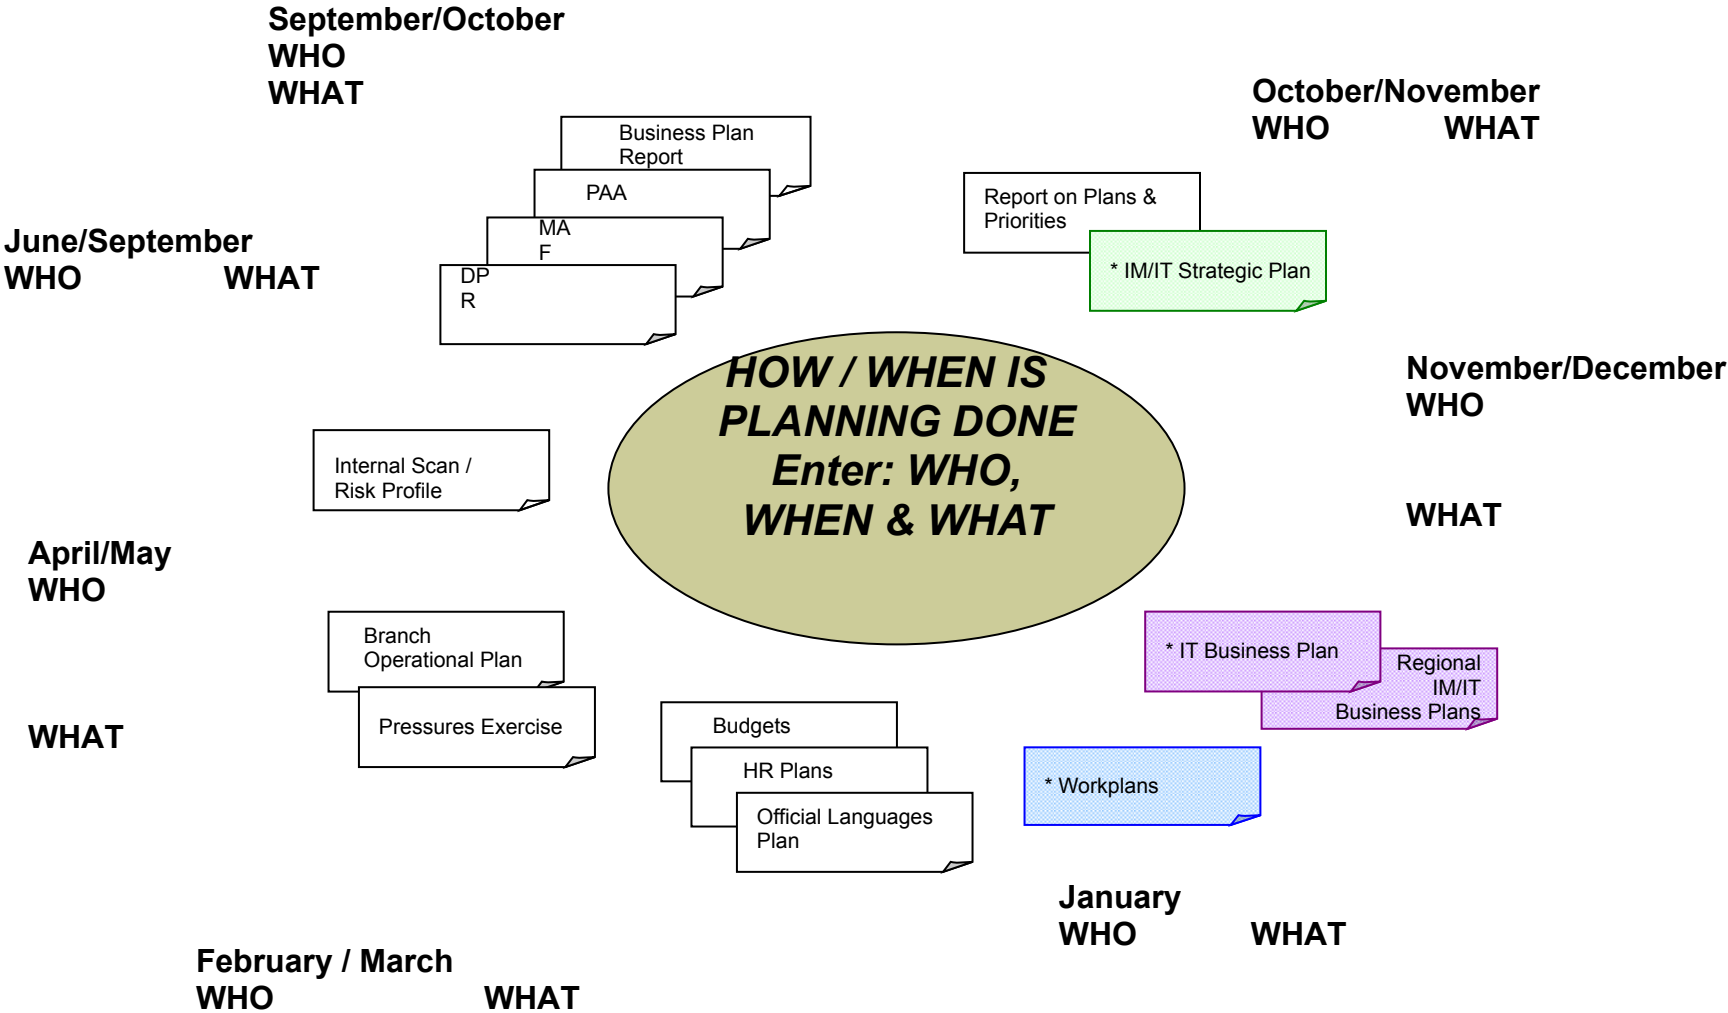 September/October
WHO
WHAT
October/November
WHO WHAT
Business Plan
Report
PAA
MA
F
DP
R
Report on Plans &
Priorities
* IM/IT Strategic Plan
June/September
WHO WHAT
HOW / WHEN IS
PLANNING DONE
Enter: WHO,
WHEN & WHAT
November/December
WHO
WHAT
Internal Scan /
Risk Profile
April/May
WHO
WHAT
Branch
Operational Plan
Pressures Exercise
Budgets
HR Plans
Official Languages
Plan
* IT Business Plan
Regional
IM/IT
Business Plans
* Workplans
January
WHO WHAT
February / March
WHO WHAT